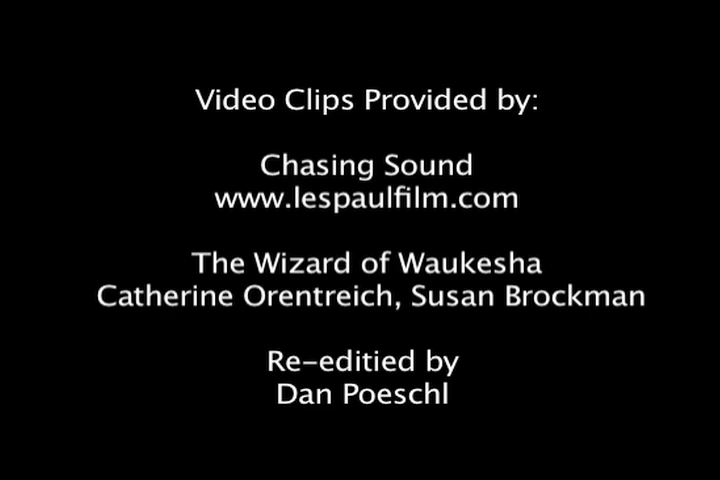 Video Clips Provided by:
Chasing Sound
www.lespaulfilm.com
The Wizard of Waukesha
Catherine Orentreich, Susan Brockman
Re-editied by
Dan Poeschl